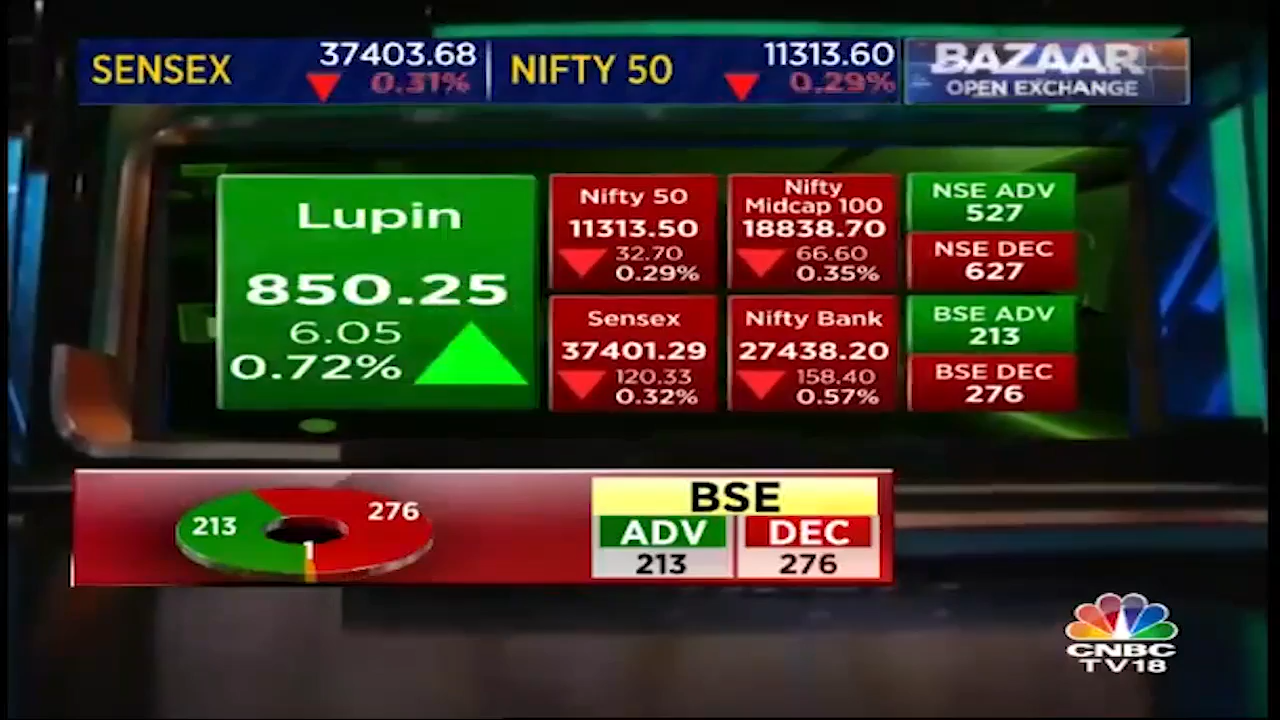 SENSEX
37403.68
0.31%
NIFTY 50
11313.60
0.29%
BAZAAR
OPEN EXCHANGE
Lupin
850.25
6.05
0.72%
Nifty 50
11313.50
32.70
0.29%
Nifty
Midcap 100
18838.70
66.60
0.35%
NSE ADV
527
NSE DEC
627
Sensex
37401.29
120.33
0.32%
Nifty Bank
27438.20
158.40
0.57%
BSE ADV
213
BSE DEC
276
213
276
1
BSE
ADV
DEC
213
276
CNBC
TV18